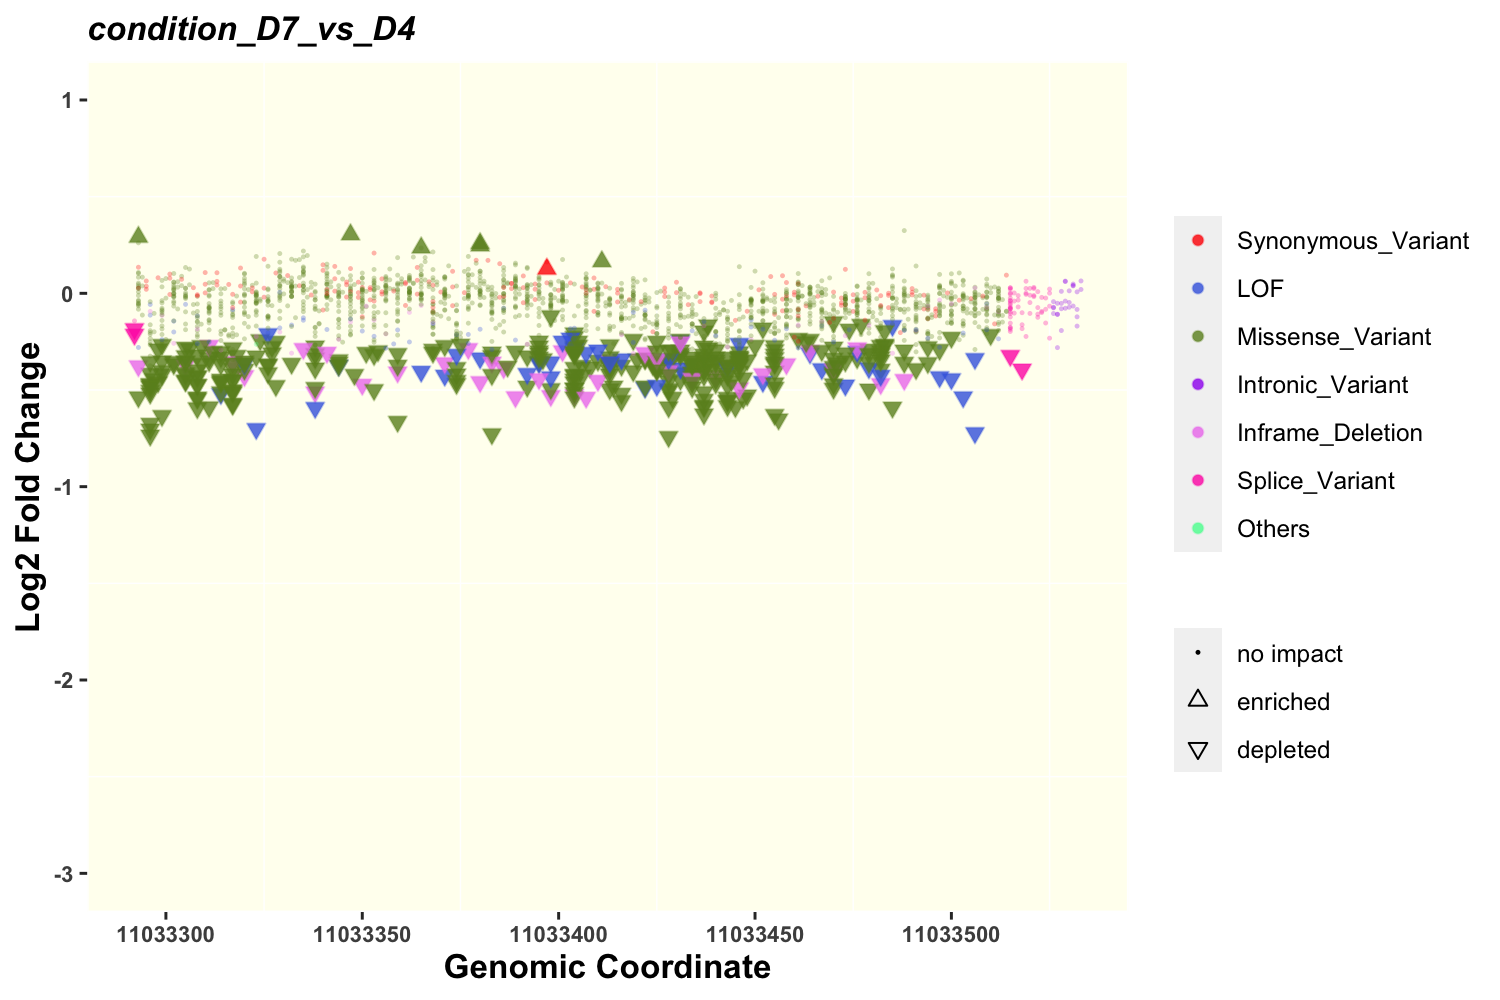 condition_D7_vs_D4
1
0
-1
-2
-3
Log2 Fold Change
11033300
11033350
11033400
11033450
11033500
Genomic Coordinate
Synonymous_Variant
LOF
Missense_Variant
Intronic_Variant
Inframe_Deletion
Splice_Variant
Others
no impact
enriched
depleted